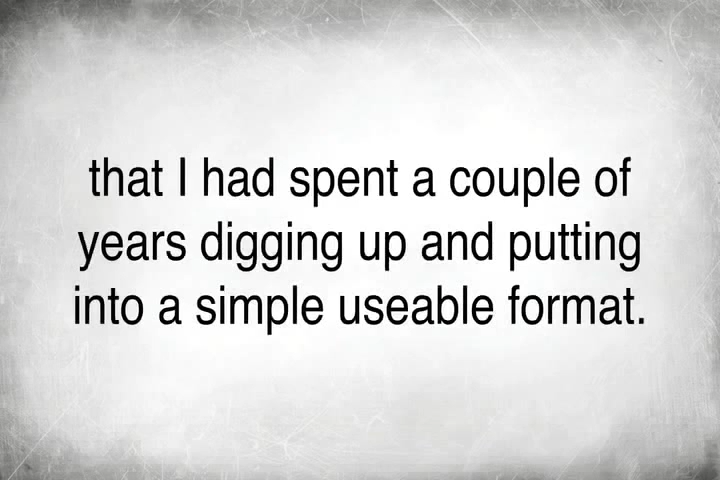 that I had spent a couple of
years digging up and putting
into a simple useable format.